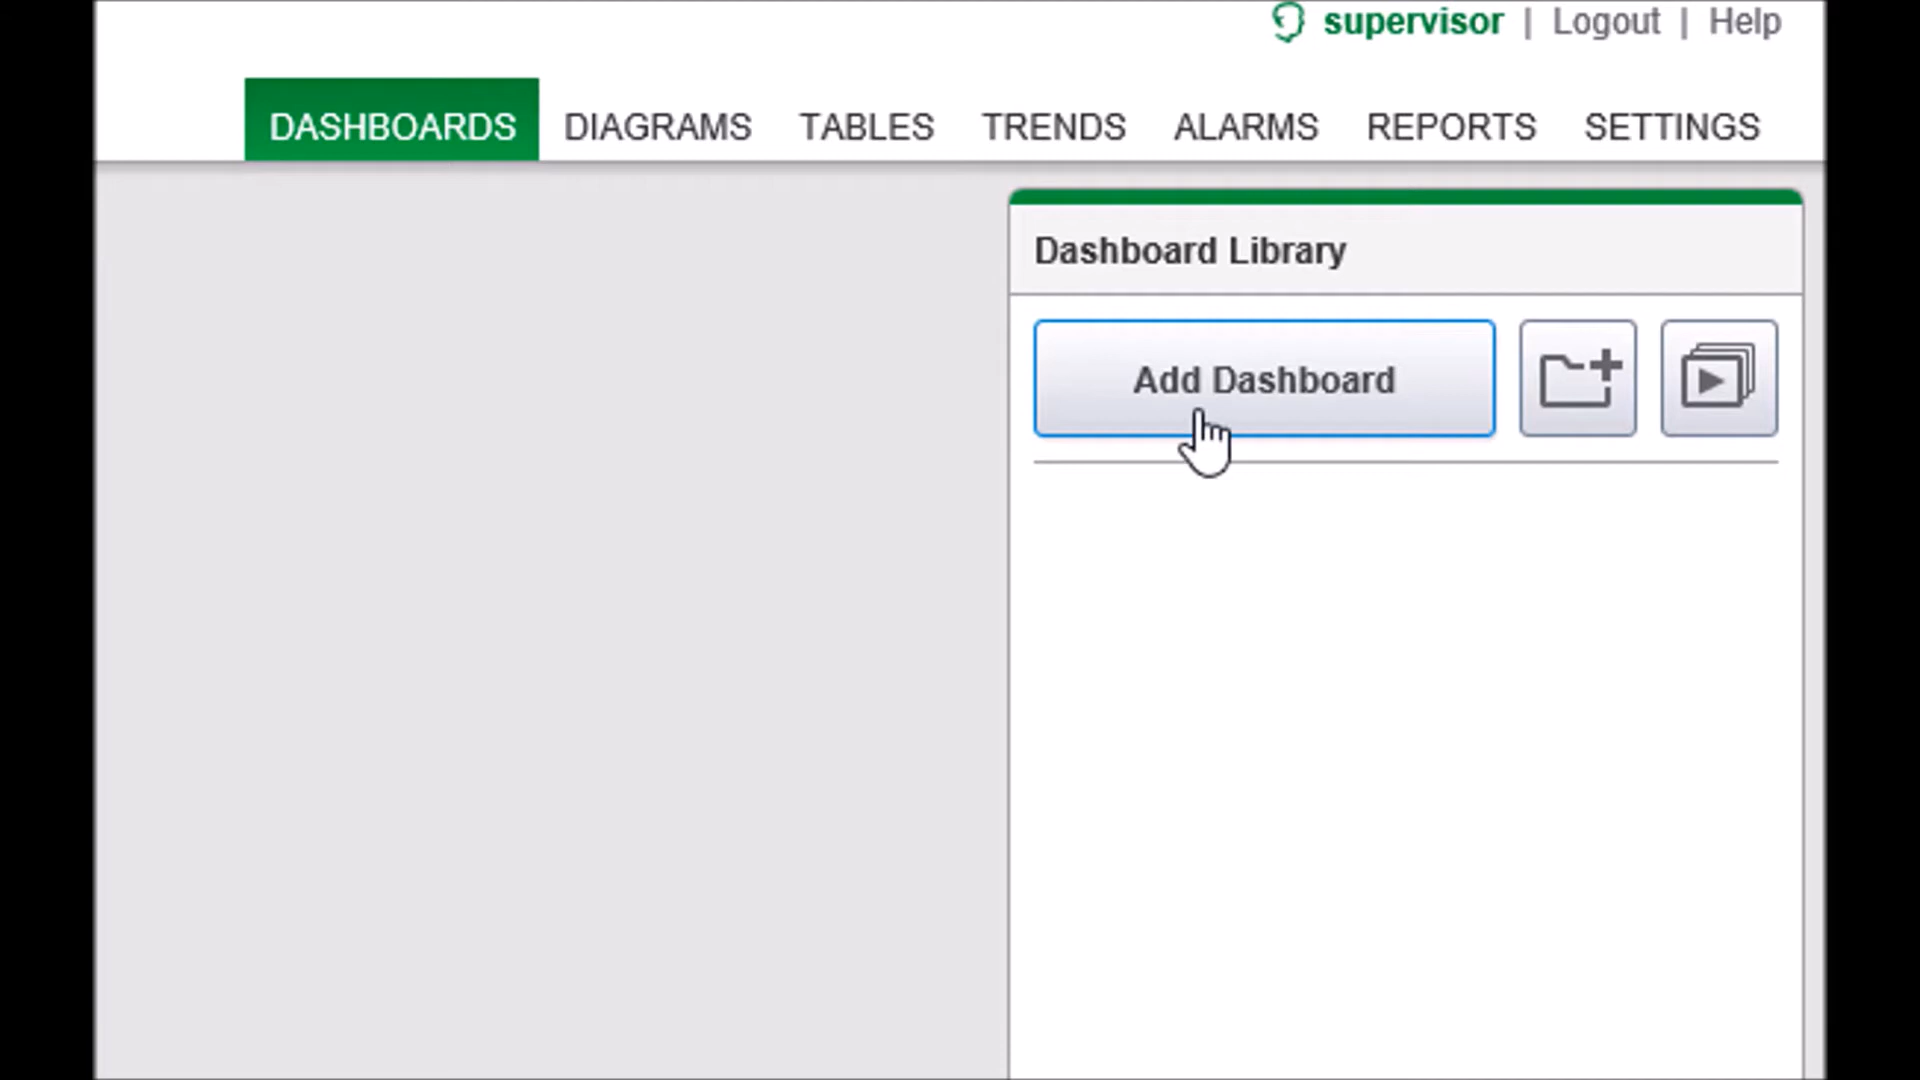 supervisor | Logout | Help
DASHBOARDS DIAGRAMS TABLES TRENDS ALARMS REPORTS SETTINGS
Dashboard Library
Add Dashboard